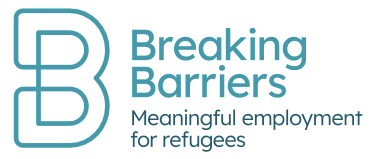 Breaking
Barriers
Meaningful employment
for refugees